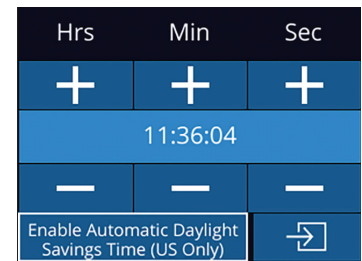 Hrs Min Sec
11:36:04
Enable Automatic Daylight
Savings Time (US Only)